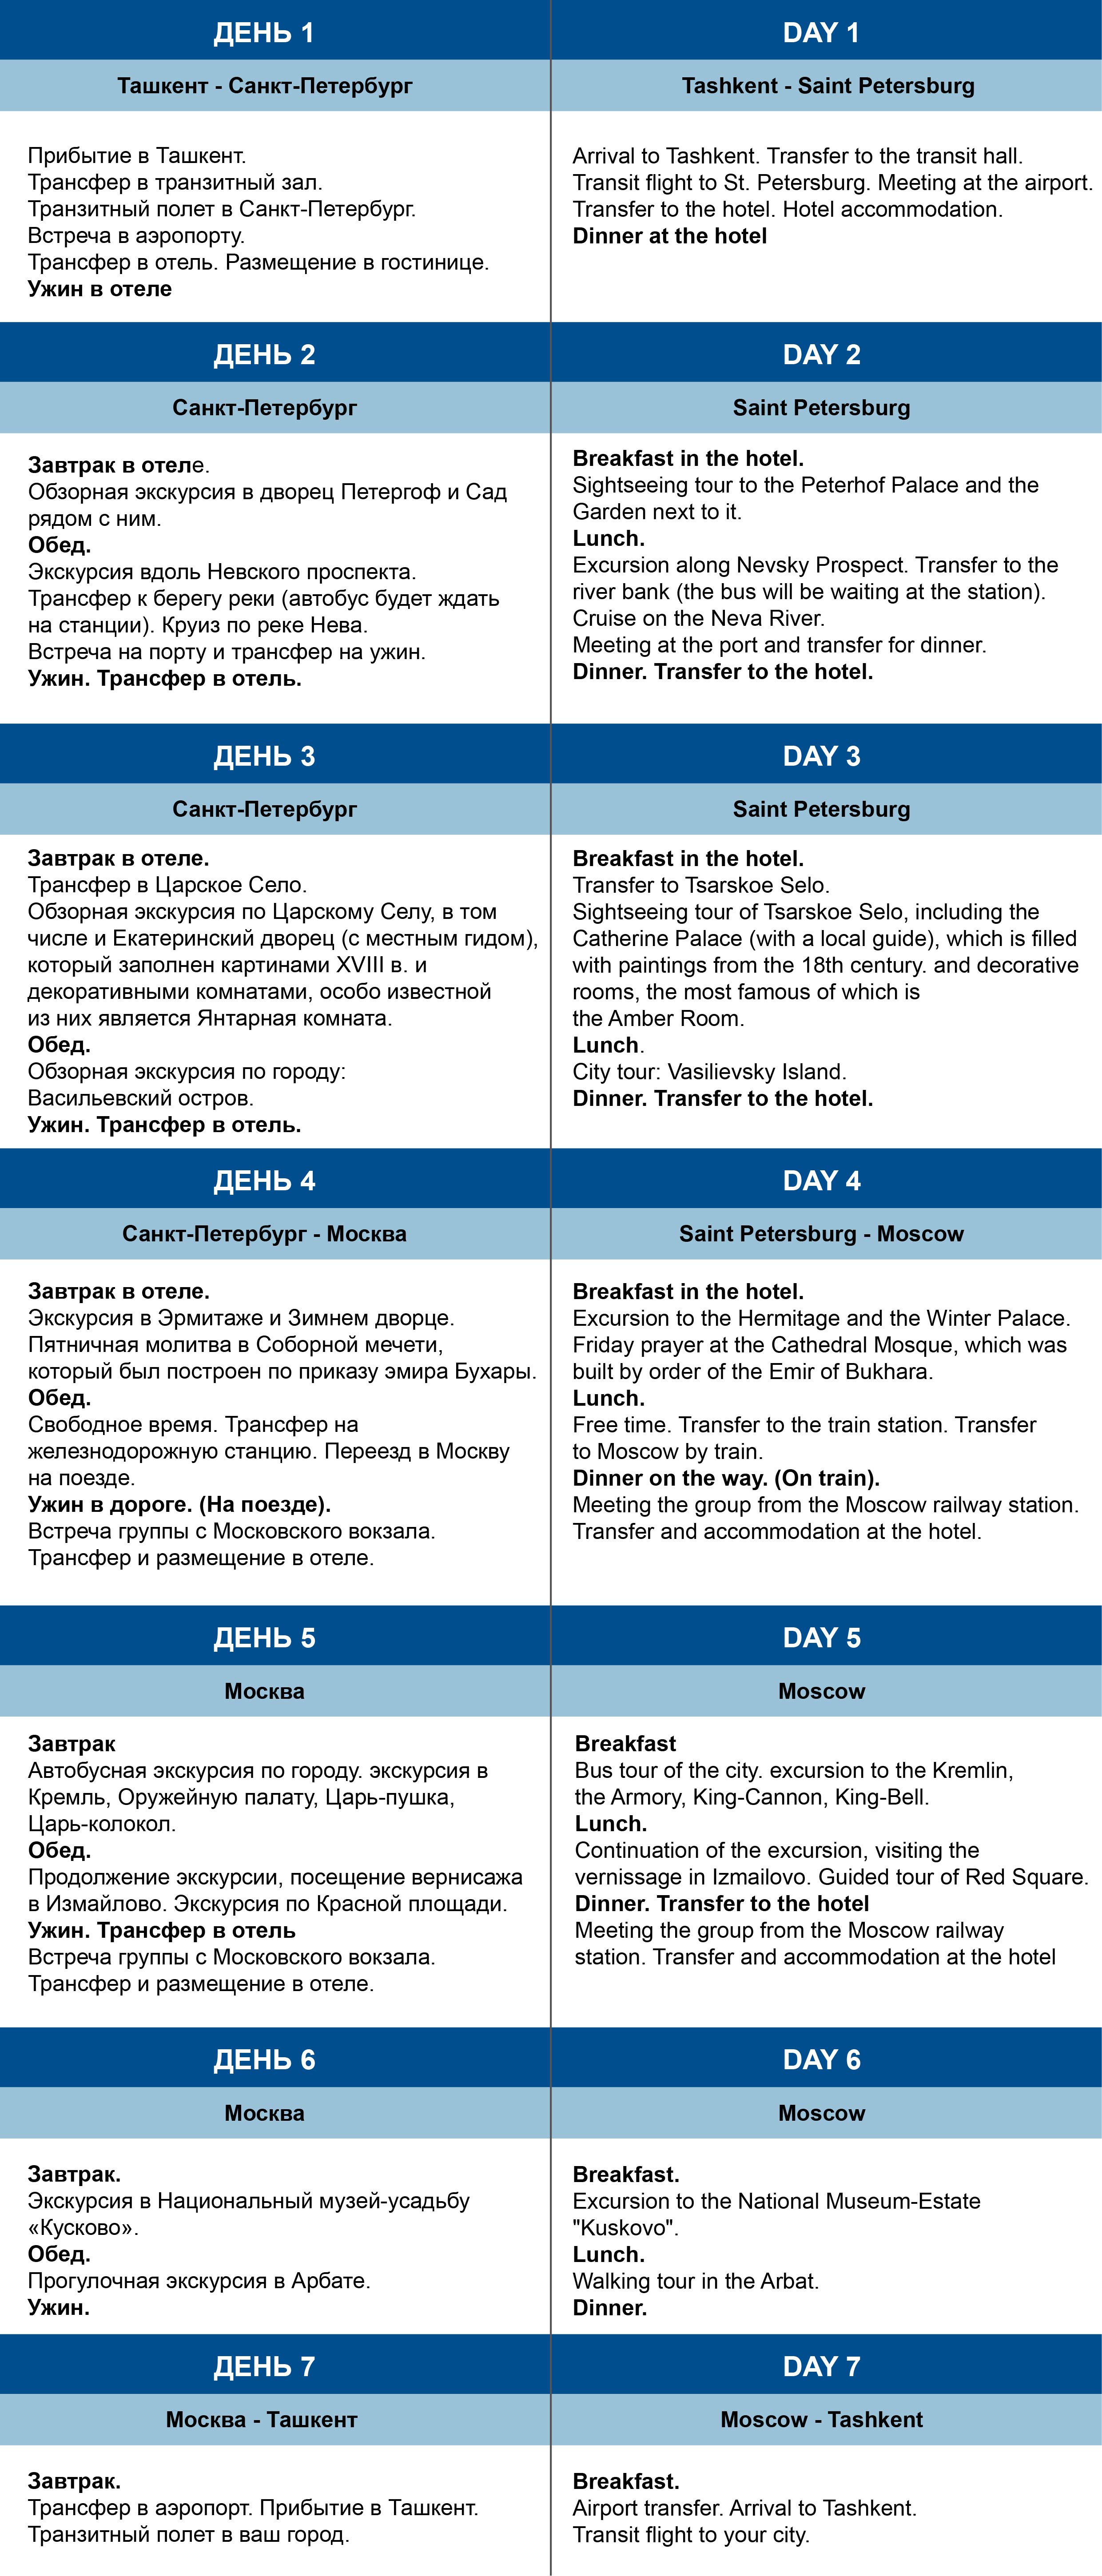 ДЕНЬ 1
Ташкент - Санкт-Петербург
Прибытие в Ташкент.
Трансфер в транзитный зал.
Транзитный полет в Санкт-Петербург.
Встреча в аэропорту.
Трансфер в отель. Размещение в гостинице.
Ужин в отеле
DAY 1
Tashkent - Saint Petersburg
Arrival to Tashkent. Transfer to the transit hall.
Transit flight to St. Petersburg. Meeting at the airport.
Transfer to the hotel. Hotel accommodation.
Dinner at the hotel
ДЕНЬ 2
Санкт-Петербург
Завтрак в отеле.
Обзорная экскурсия в дворец Петергоф и Сад
рядом с ним.
Обед.
Экскурсия вдоль Невского проспекта.
Трансфер к берегу реки (автобус будет ждать
на станции). Круиз по реке Нева.
Встреча на порту и трансфер на ужин.
Ужин. Трансфер в отель.
DAY 2
Saint Petersburg
Breakfast in the hotel.
Sightseeing tour to the Peterhof Palace and the
Garden next to it.
Lunch.
Excursion along Nevsky Prospect. Transfer to the
river bank (the bus will be waiting at the station).
Cruise on the Neva River.
Meeting at the port and transfer for dinner.
Dinner. Transfer to the hotel.
ДЕНЬ 3
Санкт-Петербург
Завтрак в отеле.
Трансфер в Царское Село.
Обзорная экскурсия по Царскому Селу, в том
числе и Екатеринский дворец (с местным гидом),
который заполнен картинами XVIII в. и
декоративными комнатами, особо известной
из них является Янтарная комната.
Обед.
Обзорная экскурсия по городу:
Васильевский остров.
Ужин. Трансфер в отель.
DAY 3
Saint Petersburg
Breakfast in the hotel.
Transfer to Tsarskoe Selo.
Sightseeing tour of Tsarskoe Selo, including the
Catherine Palace (with a local guide), which is filled
with paintings from the 18th century. and decorative
rooms, the most famous of which is
the Amber Room.
Lunch.
City tour: Vasilievsky Island.
Dinner. Transfer to the hotel.
ДЕНЬ 4
Санкт-Петербург - Москва
Завтрак в отеле.
Экскурсия в Эрмитаже и Зимнем дворце.
Пятничная молитва в Соборной мечети,
который был построен по приказу эмира Бухары.
Обед.
Свободное время. Трансфер на
железнодорожную станцию. Переезд в Москву
на поезде.
Ужин в дороге. (На поезде).
Встреча группы с Московского вокзала.
Трансфер и размещение в отеле.
DAY 4
Saint Petersburg - Moscow
Breakfast in the hotel.
Excursion to the Hermitage and the Winter Palace.
Friday prayer at the Cathedral Mosque, which was
built by order of the Emir of Bukhara.
Lunch.
Free time. Transfer to the train station. Transfer
to Moscow by train.
Dinner on the way. (On train).
Meeting the group from the Moscow railway station.
Transfer and accommodation at the hotel.
ДЕНЬ 5
Москва
Завтрак
Автобусная экскурсия по городу. экскурсия в
Кремль, Оружейную палату, Царь-пушка,
Царь-колокол.
Обед.
Продолжение экскурсии, посещение вернисажа
в Измайлово. Экскурсия по Красной площади.
Ужин. Трансфер в отель
Встреча группы с Московского вокзала.
Трансфер и размещение в отеле.
DAY 5
Moscow
Breakfast
Bus tour of the city. excursion to the Kremlin,
the Armory, King-Cannon, King-Bell.
Lunch.
Continuation of the excursion, visiting the
vernissage in Izmailovo. Guided tour of Red Square.
Dinner. Transfer to the hotel
Meeting the group from the Moscow railway
station. Transfer and accommodation at the hotel
ДЕНЬ 6
Москва
Завтрак.
Экскурсия в Национальный музей-усадьбу
«Кусково».
Обед.
Прогулочная экскурсия в Арбате.
Ужин.
DAY 6
Moscow
Breakfast.
Excursion to the National Museum-Estate
"Kuskovo".
Lunch.
Walking tour in the Arbat.
Dinner.
ДЕНЬ 7
Москва - Ташкент
Завтрак.
Трансфер в аэропорт. Прибытие в Ташкент.
Транзитный полет в ваш город.
DAY 7
Moscow - Tashkent
Breakfast.
Airport transfer. Arrival to Tashkent.
Transit flight to your city.